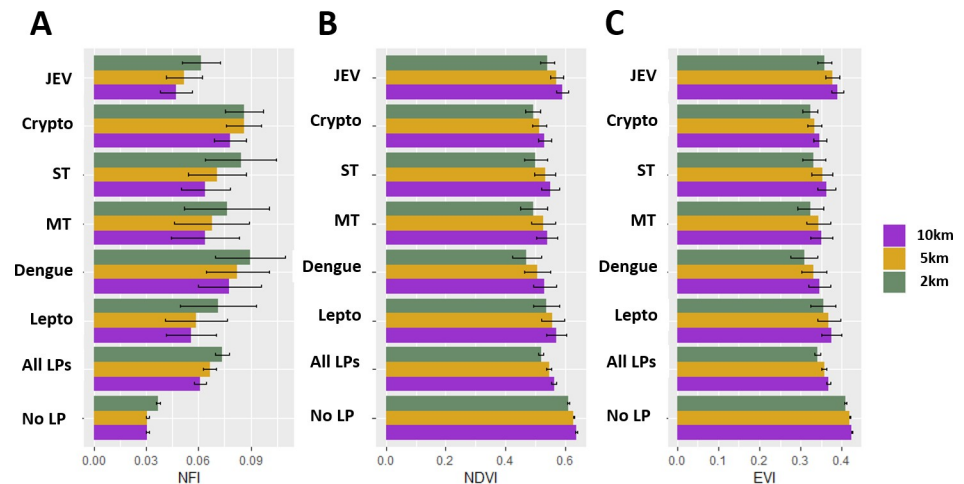 A
JEV
Crypto
ST
MT
Dengue
Lepto
All LPs
No LP
0.00 0.03 0.06 0.09
NFI
B
JEV
Crypto
ST
MT
Dengue
Lepto
All LPs
No LP
0.0 0.2 0.4 0.6
NDVI
C
JEV
Crypto
ST
MT
Dengue
Lepto
All LPs
No LP
0.0 0.1 0.2 0.3 0.4
EVI
10km
5km
2km